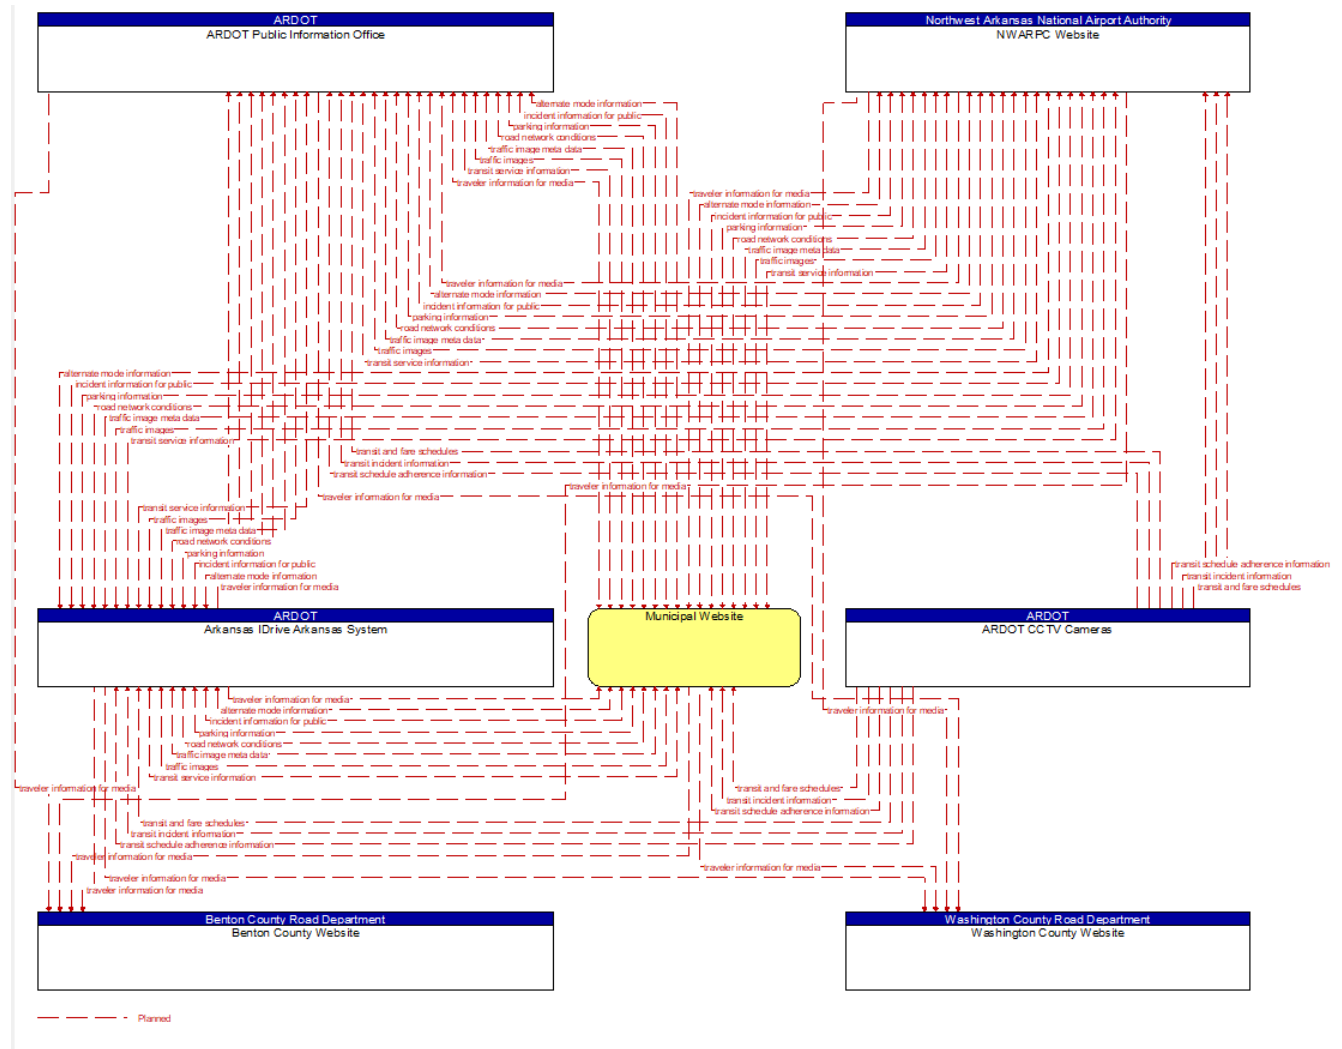 ARDOT
ARDOT Public Information Office
Northwest Arkansas National Airport Authority
NWARPC Website
alternate mode information
incident information for public
parking information
road network conditions
traffic image meta data
traffic images
transit service information
traveler information for media
traveler information for media
alternate mode information
incident information for public
parking information
road network conditions
traffic image meta data
traffic images
transit service information
traveler information for media
alternate mode information
incident information for public
parking information
road network conditions
traffic image meta data
traffic images
transit service information
alternate mode information
incident information for public
parking information
road network conditions
traffic image meta data
traffic images
transit service information
transit and fare schedules
transit incident information
transit schedule adherence information
traveler information for media
traveler information for media
transit service information
traffic images
traffic image meta data
road network conditions
parking information
incident information for public
alternate mode information
traveler information for media
transit schedule adherence information
transit incident information
transit and fare schedules
ARDOT
Arkansas IDrive Arkansas System
Municipal Website
ARDOT
ARDOT CCTV Cameras
traveler information for media
alternate mode information
incident information for public
parking information
road network conditions
traffic image meta data
traffic images
transit service information
traveler information for media
traveler information for media
transit and fare schedules
transit incident information
transit schedule adherence information
transit and fare schedules
transit incident information
transit schedule adherence information
traveler information for media
traveler information for media
traveler information for media
traveler information for media
Benton County Road Department
Benton County Website
Washington County Road Department
Washington County Website
Planned